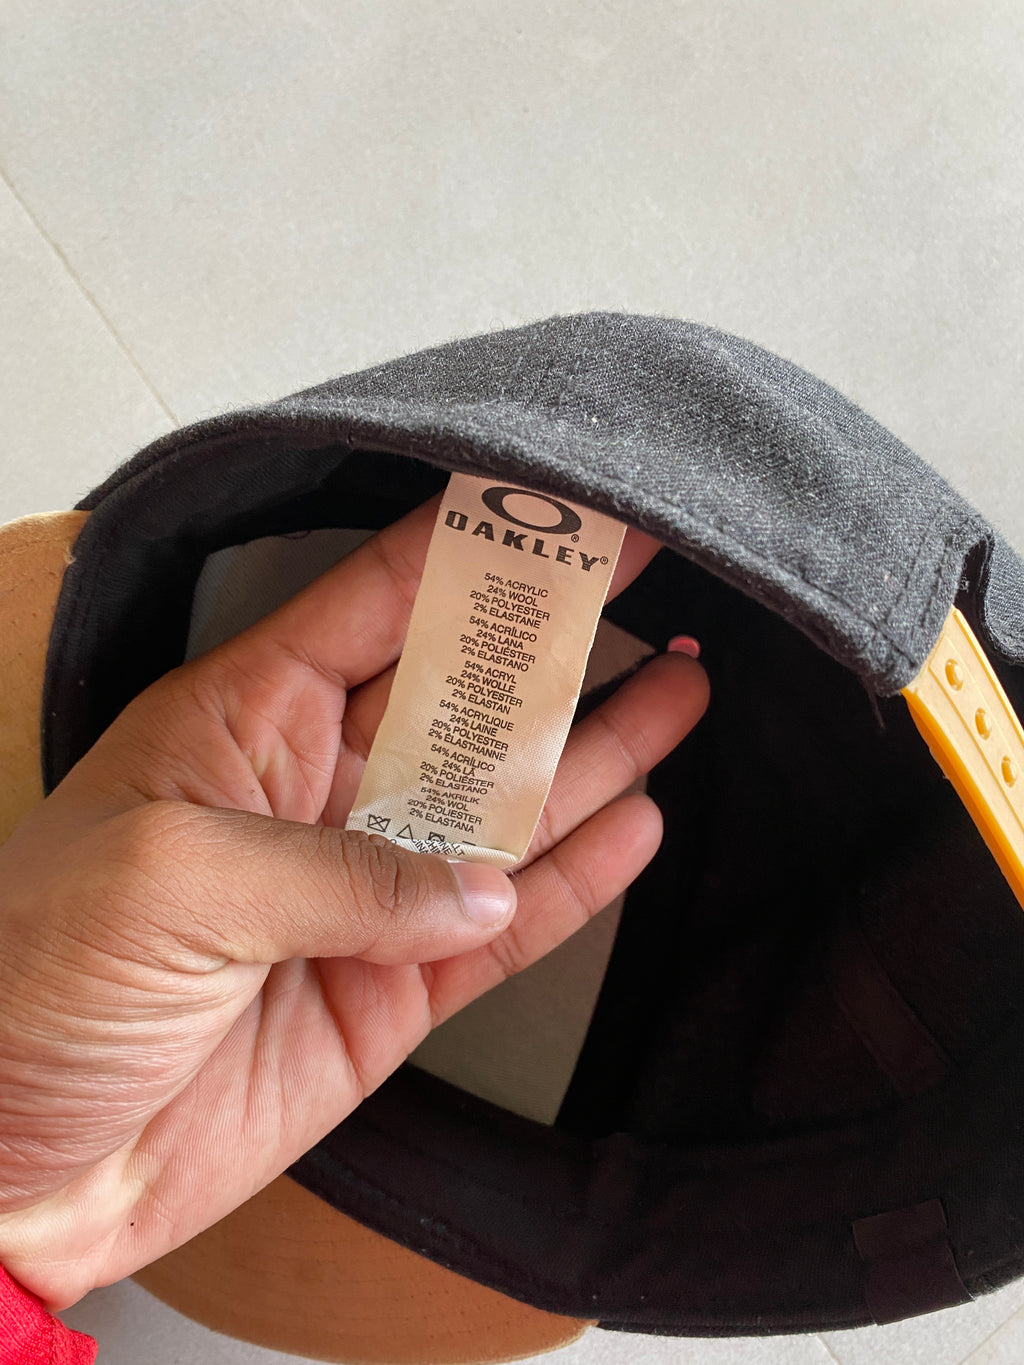 OAKLEY®
54% ACRYLIC
24% WOOL
20% POLYESTER
2% ELASTANE
54% ACRÍLICO
24% LANA
20% POLIÉSTER
2% ELASTANO
54% ACRYL
24% WOLLE
20% POLYESTER
2% ELASTAN
54% ACRYLIQUE
24% LAINE
20% POLYESTER
2% ÉLASTHANNE
54% ACRÍLICO
24% LÃ
20% POLIÉSTER
2% ELASTANO
54% AKRILIK
24% WOL
20% POLIESTER
2% ELASTANA